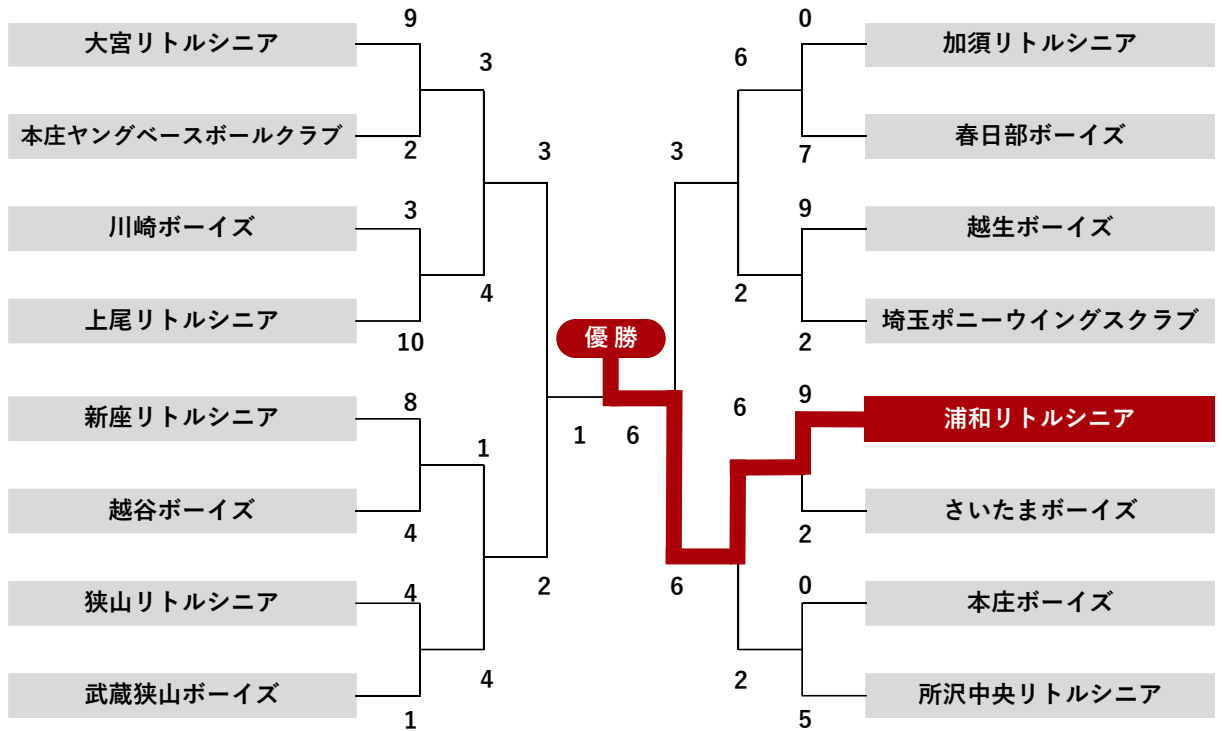 9
大宮リトルシニア
3
本庄ヤングベースボールクラブ
2
3
3
川崎ボーイズ
4
上尾リトルシニア
10
8
新座リトルシニア
1
越谷ボーイズ
4
2
4
狭山リトルシニア
4
武蔵狭山ボーイズ
1
優勝
1 6
0
加須リトルシニア
6
春日部ボーイズ
7
3
9
越生ボーイズ
2
埼玉ポニーウイングスクラブ
2
9
浦和リトルシニア
6
さいたまボーイズ
2
6
0
本庄ボーイズ
2
所沢中央リトルシニア
5